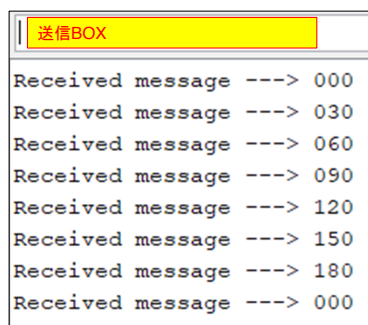 送信BOX
Received message ---> 000
Received message ---> 030
Received message ---> 060
Received message ---> 090
Received message ---> 120
Received message ---> 150
Received message ---> 180
Received message ---> 000